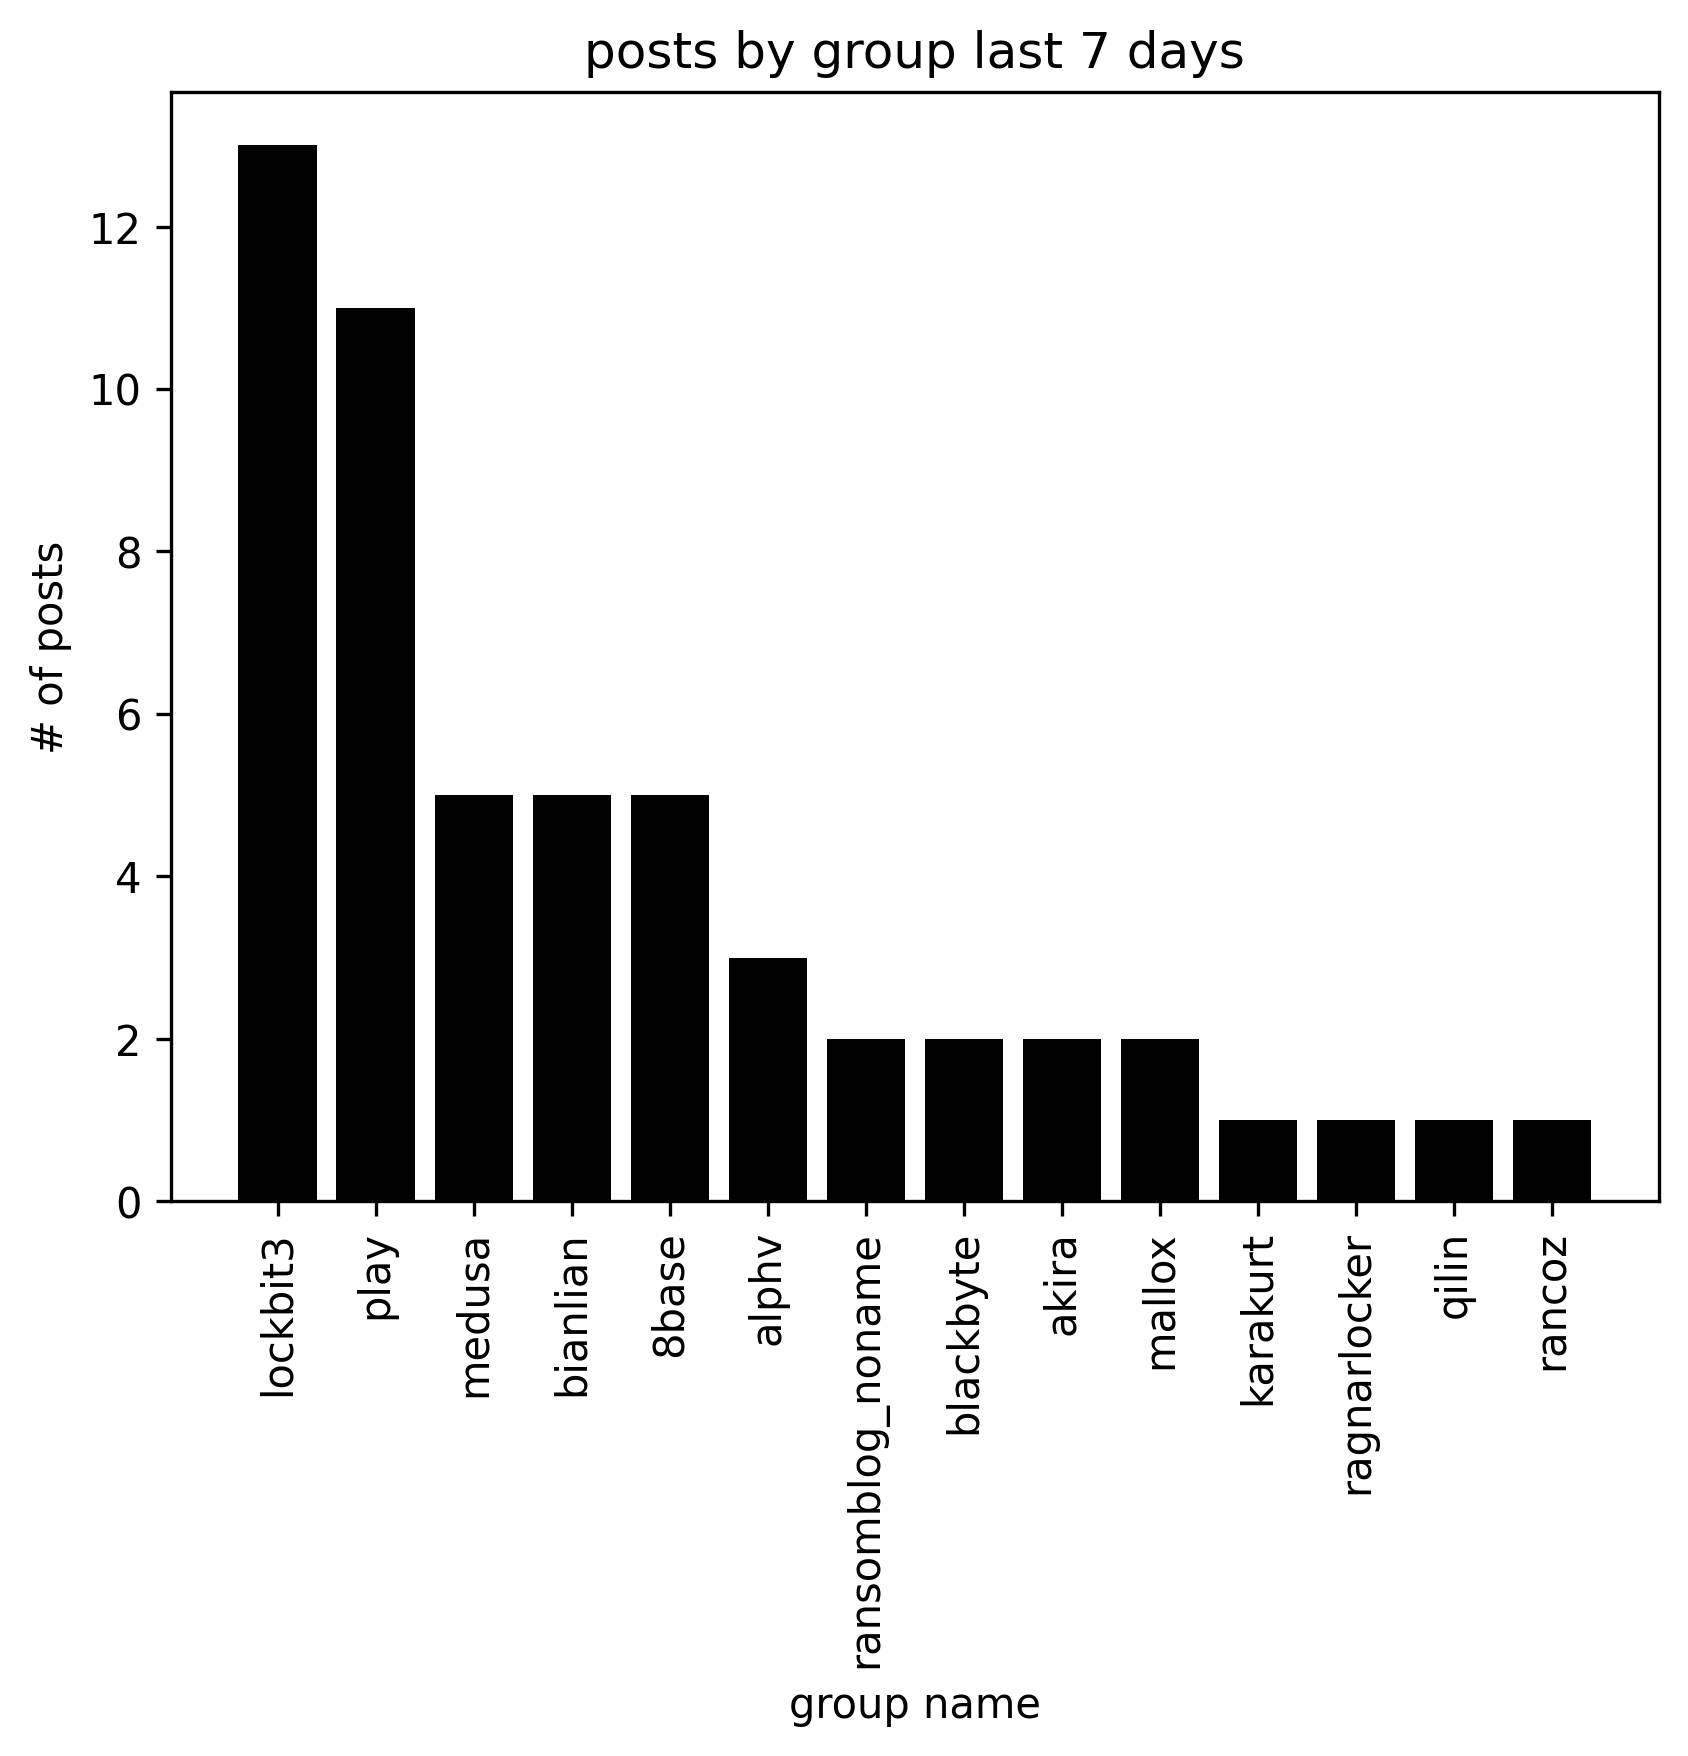 posts by group last 7 days
12
10
8
6
4
2
0
# of posts
lockbit3
play
medusa
bianlian
8base
alphv
ransomblog_noname
blackbyte
akira
mallox
karakurt
ragnarlocker
qilin
rancoz
group name